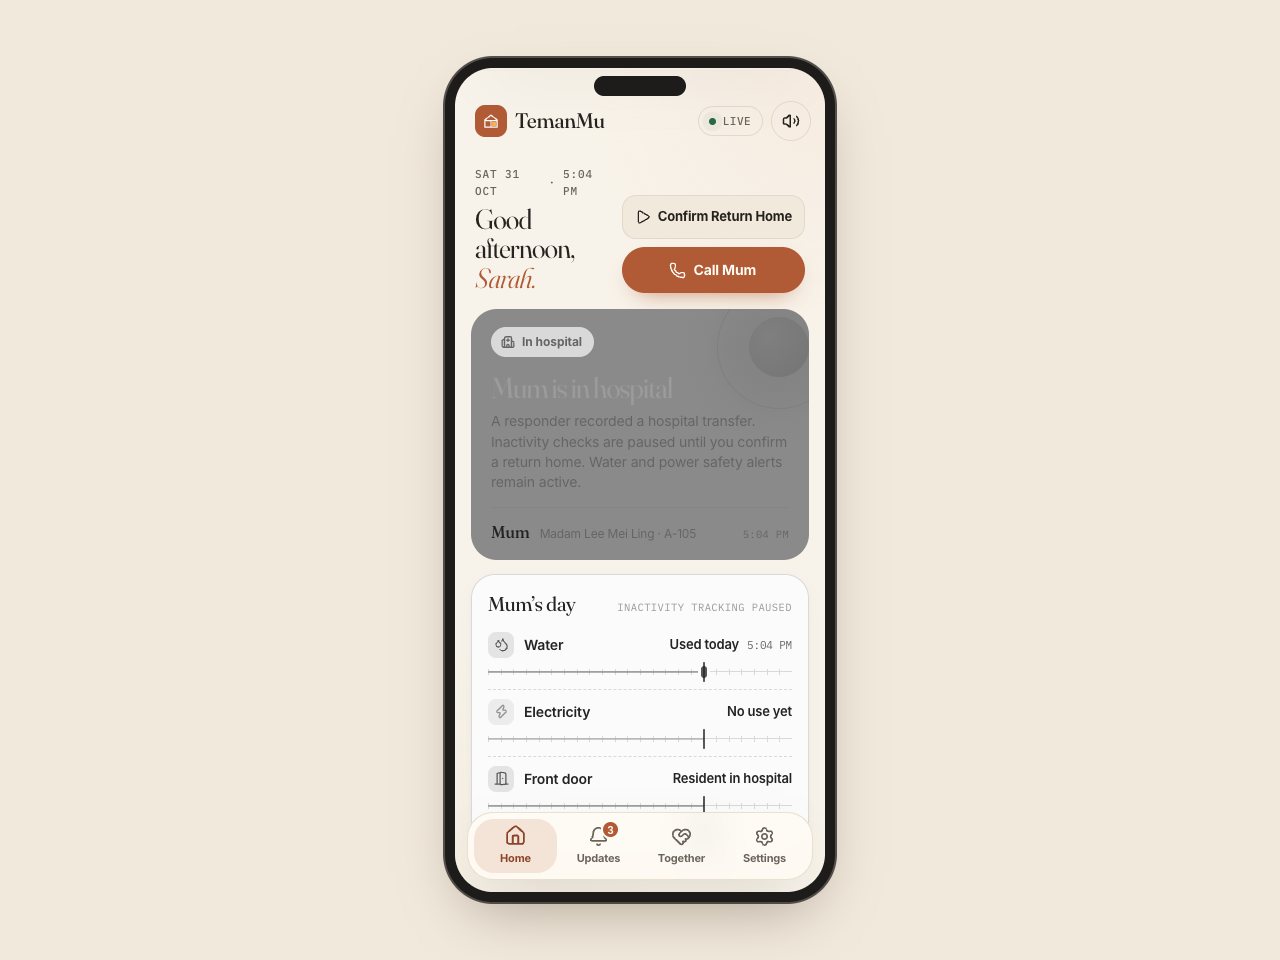 TemanMu
LIVE
SAT 31 OCT · 5:04 PM
Good
afternoon,
Sarah.
Confirm Return Home
Call Mum
In hospital
Mum is in hospital
A responder recorded a hospital transfer.
Inactivity checks are paused until you confirm
a return home. Water and power safety alerts
remain active.
Mum Madam Lee Mei Ling · A-105 5:04 PM
Mum's day INACTIVITY TRACKING PAUSED
Water Used today 5:04 PM
Electricity No use yet
Front door Resident in hospital
3
Home Updates Together Settings